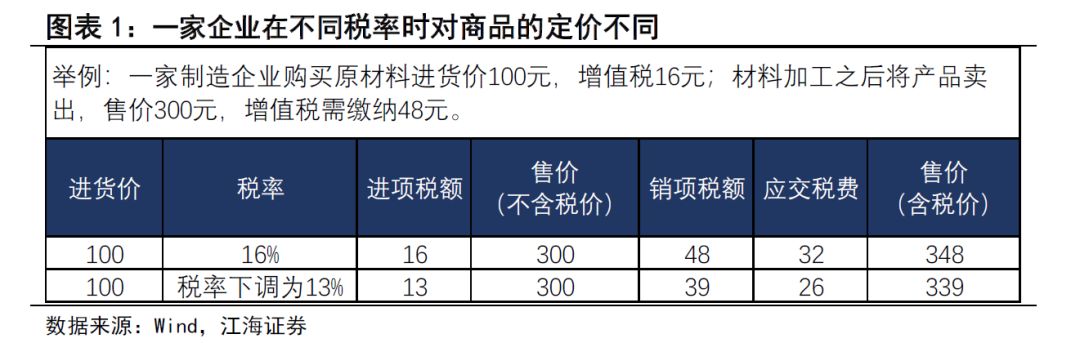 图表 1：一家企业在不同税率时对商品的定价不同
举例：一家制造企业购买原材料进货价100元，增值税16元；材料加工之后将产品卖
出，售价300元，增值税需缴纳48元。
进货价 税率 进项税额 售价（不含税价） 销项税额 应交税费 售价（含税价）
100 16% 16 300 48 32 348
100 税率下调为13% 13 300 39 26 339
数据来源：Wind，江海证券